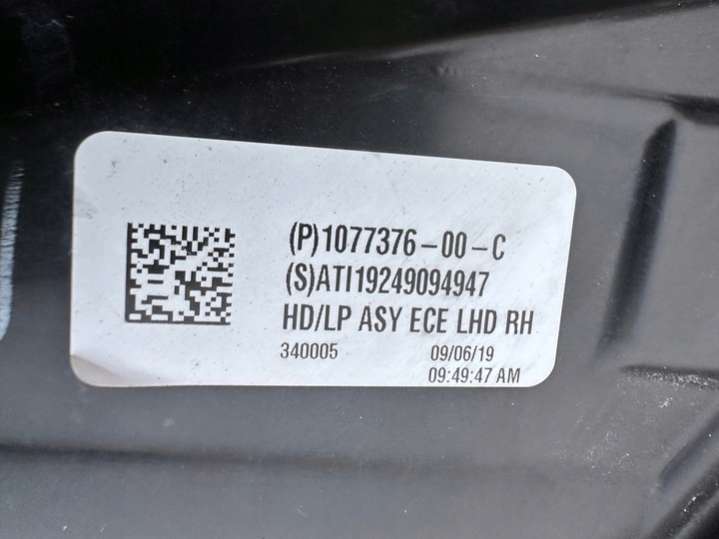 (P)1077376-00-C
(S)ATI19249094947
HD/LP ASY ECE LHD RH
340005 09/06/19
09:49:47 AM